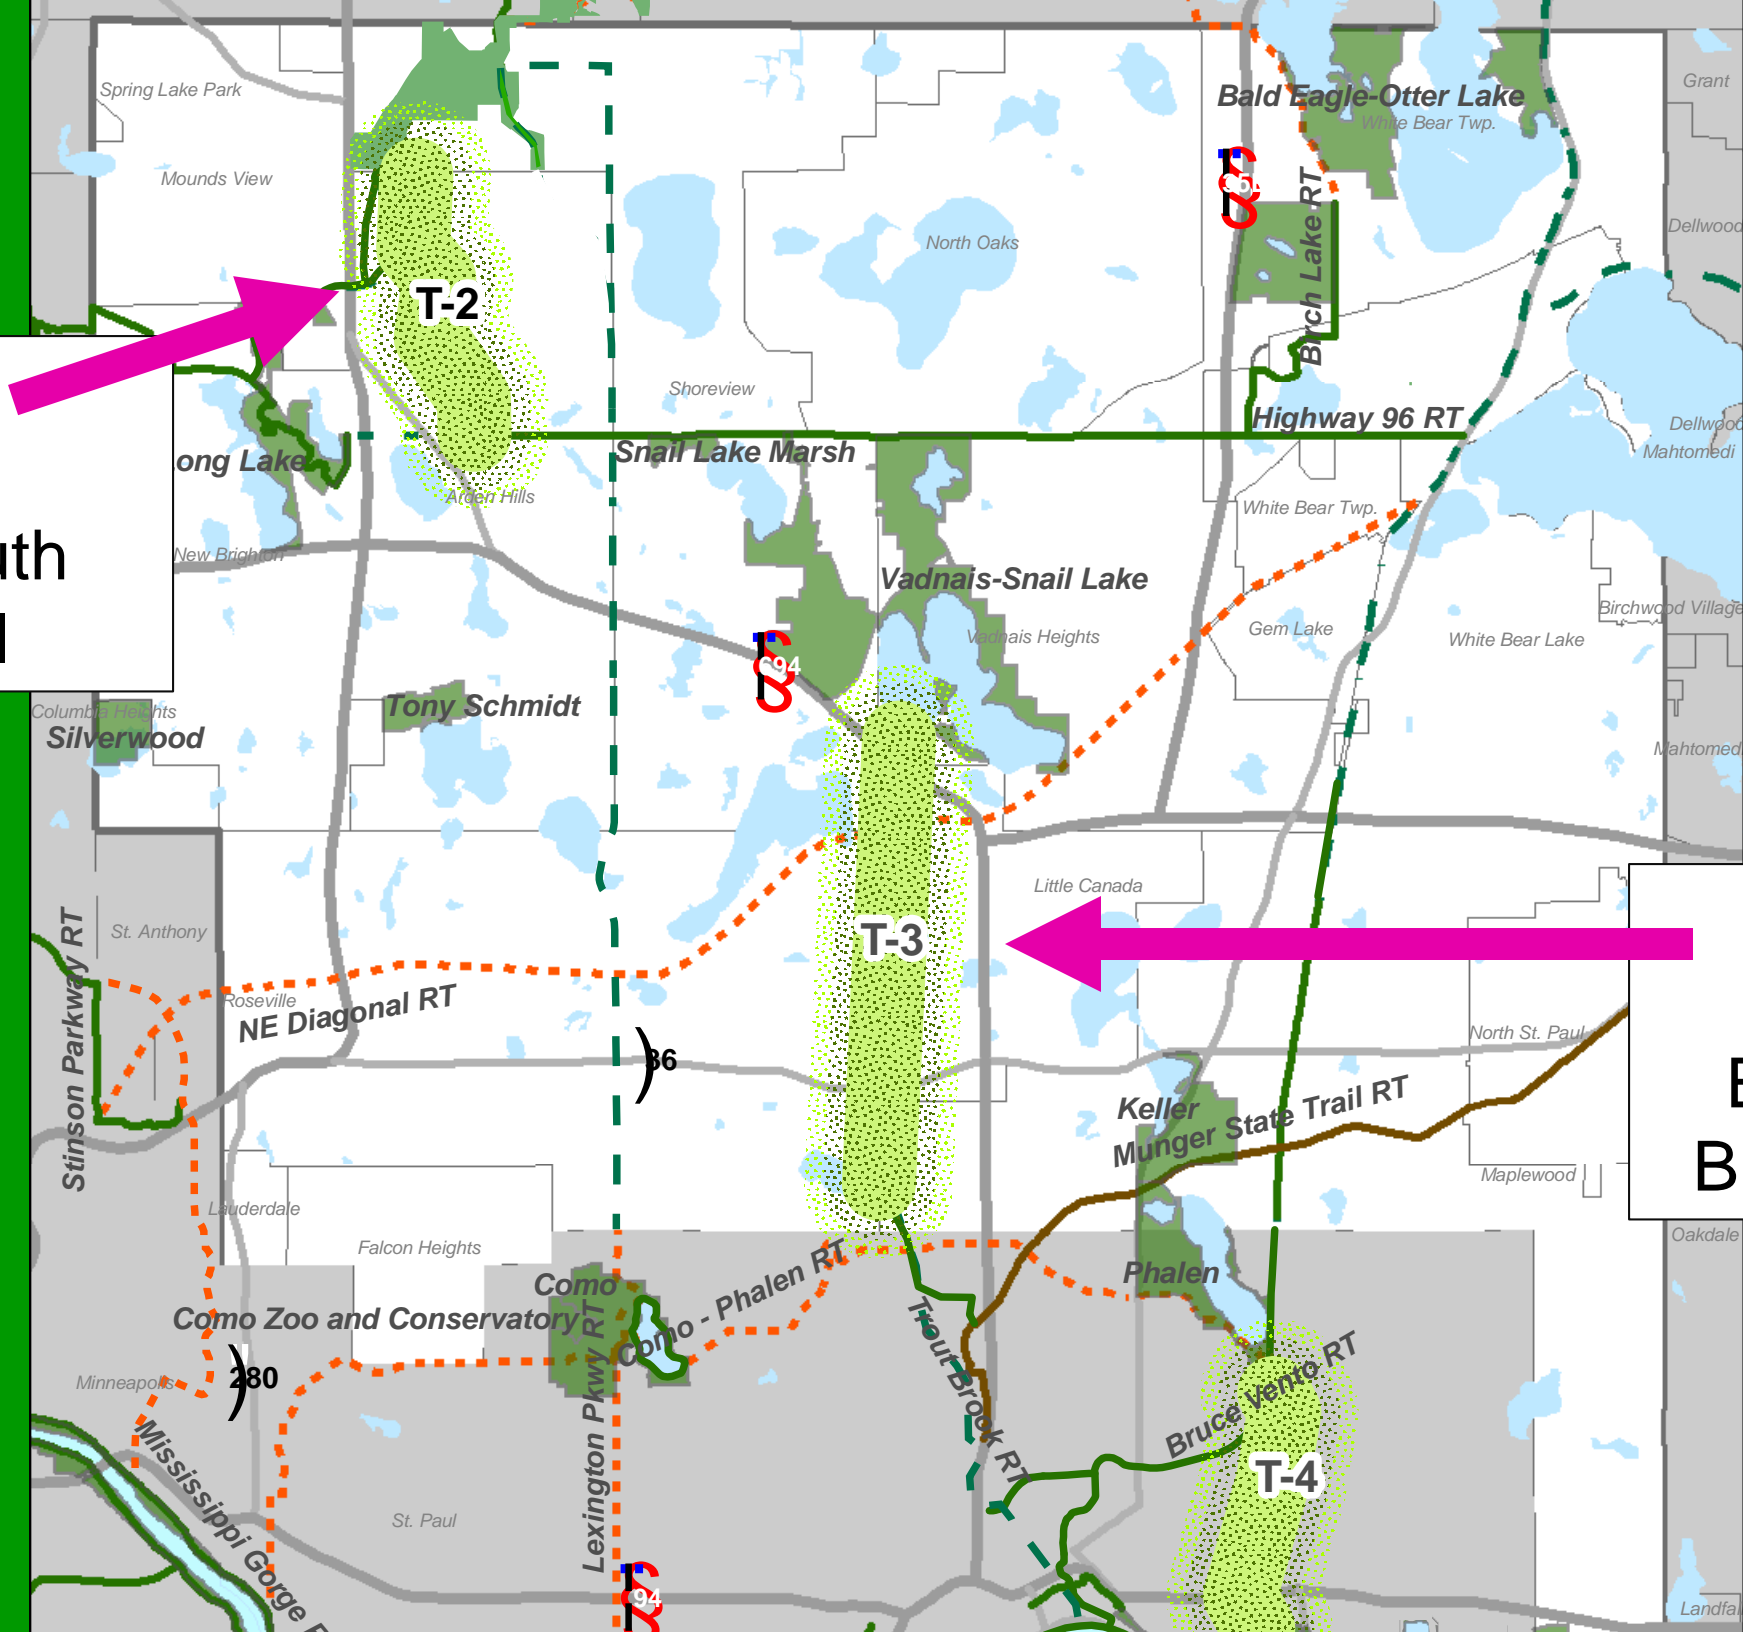 Spring Lake Park
Grant
Bald Eagle-Otter Lake
White Bear Twp.
Mounds View
Birch Lake RT
Dellwood
North Oaks
T-2
Shoreview
Highway 96 RT
Dellwood
Snail Lake Marsh
Mahtomedi
ong Lake
Arden Hills
White Bear Twp.
uth
New Brighton
Vadnais-Snail Lake
Birchwood Village
Gem Lake
Vadnais Heights
White Bear Lake
694
Tony Schmidt
Columbia Heights
Silverwood
Mahtomedi
Little Canada
St. Anthony
T-3
Stinson Parkway RT
Roseville
NE Diagonal RT
North St. Paul
36
E
Keller
Munger State Trail RT
B
Maplewood
Lauderdale
Oakdale
Falcon Heights
Phalen
Como
Como Zoo and Conservatory
Como - Phalen RT
Trout Brook RT
Lexington Pkwy RT
280
Minneapolis
Bruce Vento RT
T-4
Mississippi Gorge
St. Paul
94
Landfal